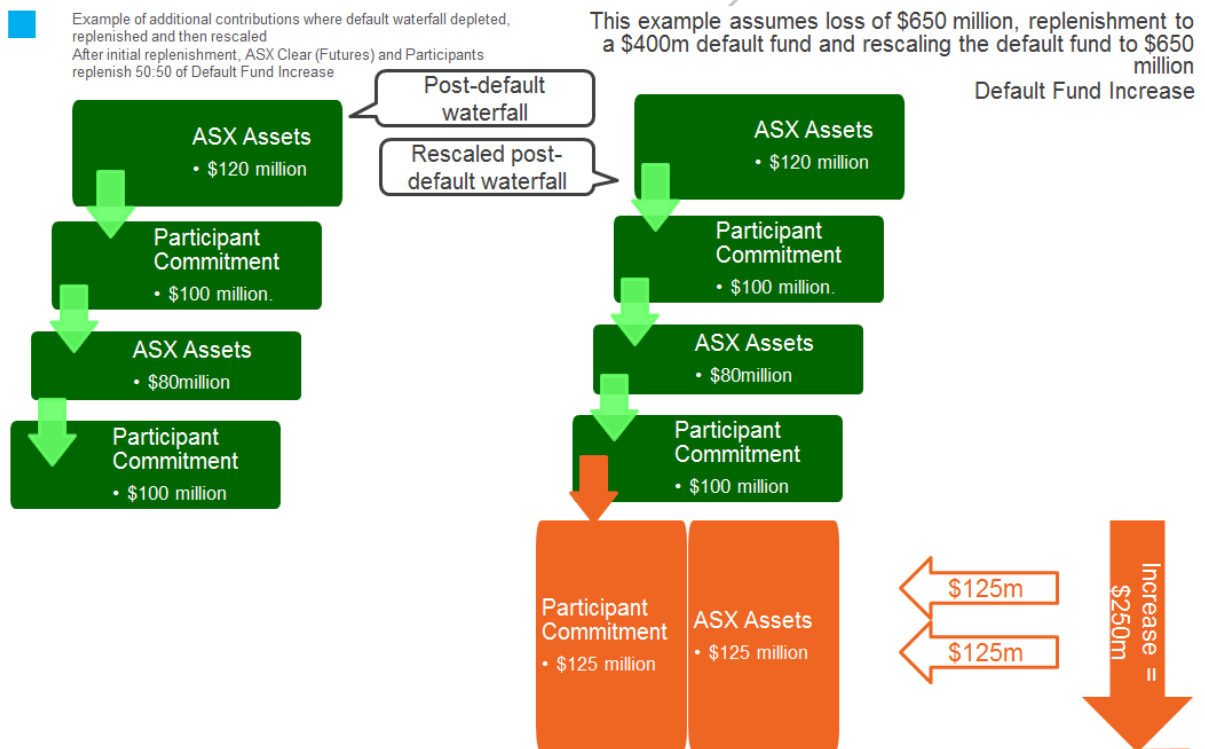 Example of additional contributions where default waterfall depleted,
replenished and then rescaled
After initial replenishment, ASX Clear (Futures) and Participants
replenish 50:50 of Default Fund Increase
This example assumes loss of $650 million, replenishment to
a $400m default fund and rescaling the default fund to $650
million
Default Fund Increase
Post-default
waterfall
Rescaled post-
default waterfall
ASX Assets
• $120 million
Participant
Commitment
• $100 million.
ASX Assets
• $80million
Participant
Commitment
• $100 million
ASX Assets
• $120 million
Participant
Commitment
• $100 million.
ASX Assets
• $80million
Participant
Commitment
• $100 million
Participant
Commitment
• $125 million
ASX Assets
• $125 million
$125m
$125m
Increase =
$250m